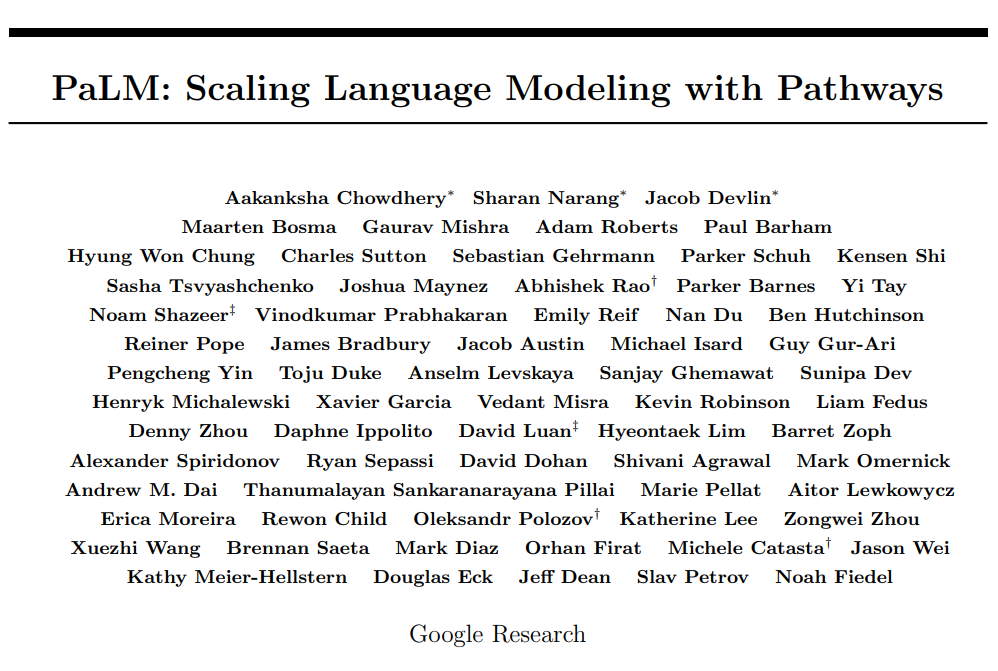 PaLM: Scaling Language Modeling with Pathways
Aakanksha Chowdhery* Sharan Narang* Jacob Devlin*
Maarten Bosma Gaurav Mishra Adam Roberts Paul Barham
Hyung Won Chung Charles Sutton Sebastian Gehrmann Parker Schuh Kensen Shi
Sasha Tsvyashchenko Joshua Maynez Abhishek Rao† Parker Barnes Yi Tay
Noam Shazeer‡ Vinodkumar Prabhakaran Emily Reif Nan Du Ben Hutchinson
Reiner Pope James Bradbury Jacob Austin Michael Isard Guy Gur-Ari
Pengcheng Yin Toju Duke Anselm Levskaya Sanjay Ghemawat Sunipa Dev
Henryk Michalewski Xavier Garcia Vedant Misra Kevin Robinson Liam Fedus
Denny Zhou Daphne Ippolito David Luan‡ Hyeontaek Lim Barret Zoph
Alexander Spiridonov Ryan Sepassi David Dohan Shivani Agrawal Mark Omernick
Andrew M. Dai Thanumalayan Sankaranarayana Pillai Marie Pellat Aitor Lewkowycz
Erica Moreira Rewon Child Oleksandr Polozov† Katherine Lee Zongwei Zhou
Xuezhi Wang Brennan Saeta Mark Diaz Orhan Firat Michele Catasta† Jason Wei
Kathy Meier-Hellstern Douglas Eck Jeff Dean Slav Petrov Noah Fiedel
Google Research